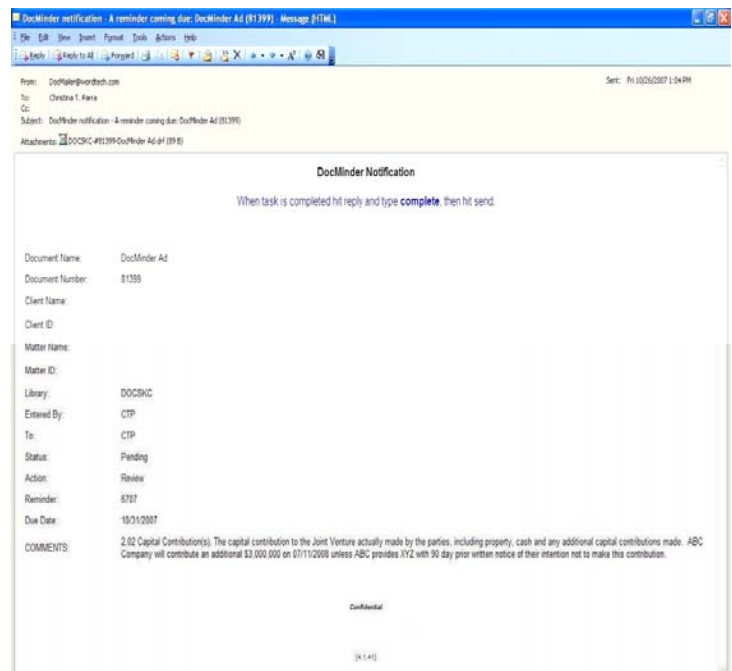 DocMinder notification - A reminder coming due: DocMinder Ad (81399) - Message (HTML)
File Edit View Insert Format Tools Actions Help
Reply Reply to All Forward
From: DocMailer@wordtech.com Sent: Fri 10/26/2007 1:04 PM
To: Christina T. Parra
Cc:
Subject: DocMinder notification - A reminder coming due: DocMinder Ad (81399)
Attachments: DOCSKC-#81399-DocMinder Ad.drf (99 B)
DocMinder Notification
When task is completed hit reply and type complete, then hit send.
Document Name: DocMinder Ad
Document Number: 81399
Client Name:
Client ID:
Matter Name:
Matter ID:
Library: DOCSKC
Entered By: CTP
To: CTP
Status: Pending
Action: Review
Reminder: 6707
Due Date: 10/31/2007
COMMENTS: 2.02 Capital Contribution(s). The capital contribution to the Joint Venture actually made by the parties, including property, cash and any additional capital contributions made. ABC
Company will contribute an additional $3,000,000 on 07/11/2008 unless ABC provides XYZ with 90 day prior written notice of their intention not to make this contribution.
Confidential
[4.1.41]